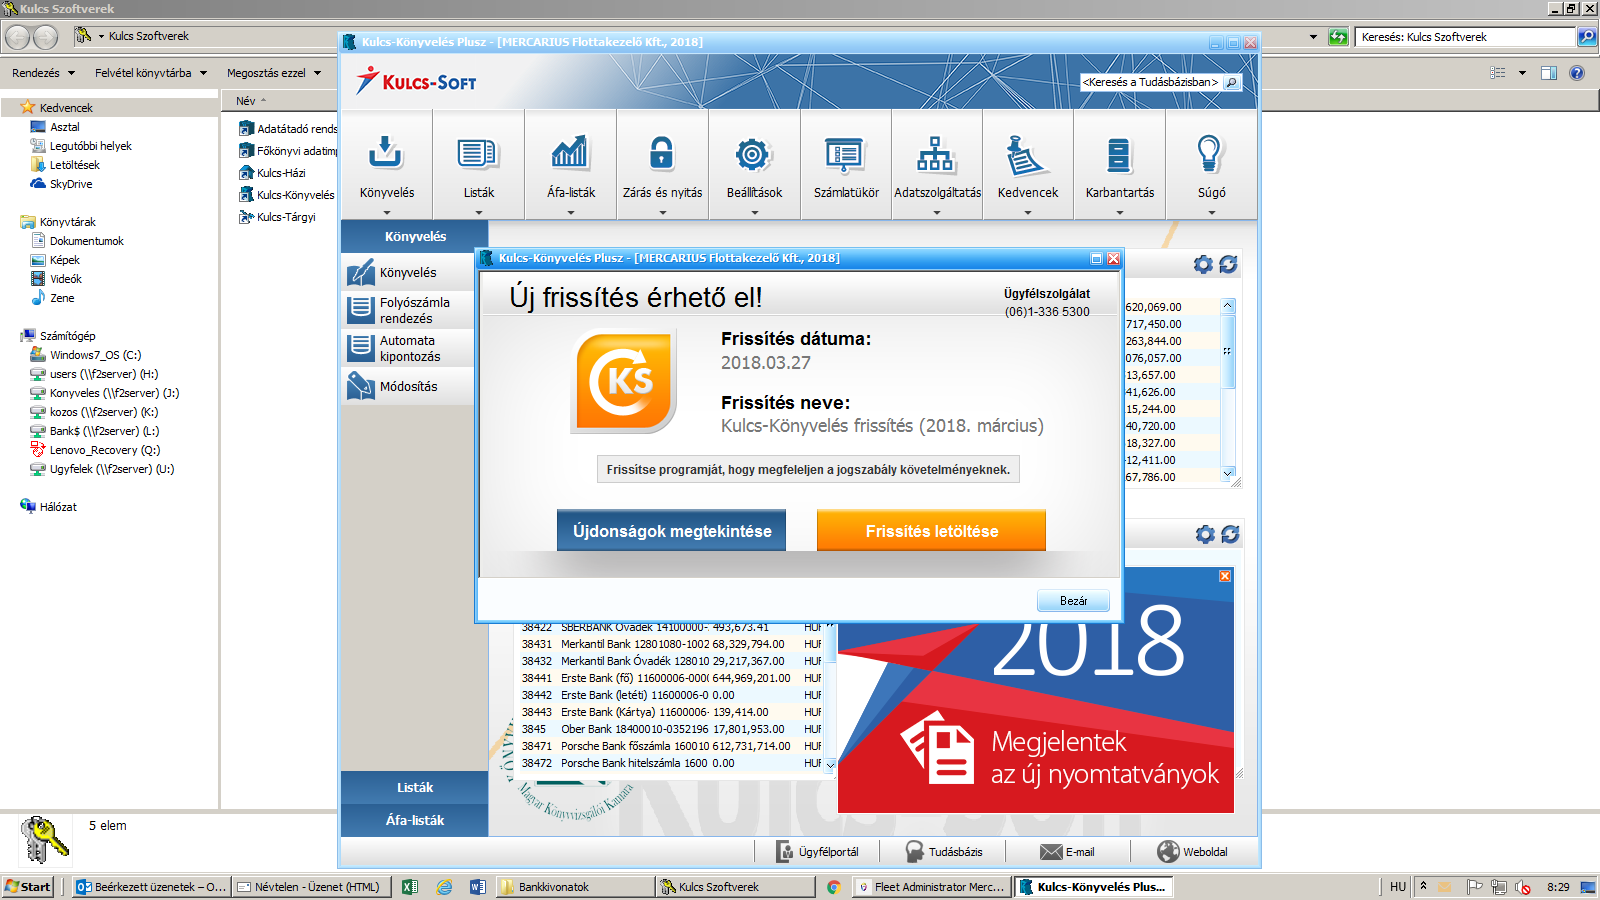 Kulcs Szoftverek
Kulcs Szoftverek
Keresés: Kulcs Szoftverek
Rendezés
Felvétel könyvtárba
Megosztás ezzel
Kedvencek
Asztal
Legutóbbi helyek
Letöltések
SkyDrive
Könyvtárak
Dokumentumok
Képek
Videók
Zene
Számítógép
Windows7_OS (C:)
users (\\f2server) (H:)
Konyveles (\\f2server) (J:)
kozos (\\f2server) (K:)
Bank$ (\\f2server) (L:)
Lenovo_Recovery (Q:)
Ugyfelek (\\f2server) (U:)
Hálózat
Név
Adatátadó rends
Főkönyvi adatimp
Kulcs-Házi
Kulcs-Könyvelés
Kulcs-Tárgyi
5 elem
Kulcs-Könyvelés Plusz - [MERCARIUS Flottakezelő Kft., 2018]
KULCS-SOFT
<Keresés a Tudásbázisban>
Könyvelés
Listák
Áfa-listák
Zárás és nyitás
Beállítások
Számlatükör
Adatszolgáltatás
Kedvencek
Karbantartás
Súgó
Könyvelés
Könyvelés
Folyószámla
rendezés
Automata
kipontozás
Módosítás
Listák
Áfa-listák
Kulcs-Könyvelés Plusz - [MERCARIUS Flottakezelő Kft., 2018]
Új frissítés érhető el!
Ügyfélszolgálat
(06)1-336 5300
KS
Frissítés dátuma:
2018.03.27
Frissítés neve:
Kulcs-Könyvelés frissítés (2018. március)
Frissítse programját, hogy megfeleljen a jogszabály követelményeknek.
Újdonságok megtekintése
Frissítés letöltése
Bezár
620,069.00
717,450.00
263,844.00
076,057.00
13,657.00
41,626.00
15,244.00
40,720.00
18,327.00
12,411.00
67,786.00
38422 SBERBANK Óvadék 14100000-. 493,673.41 HUF
38431 Merkantil Bank 12801080-1002 68,329,794.00 HUF
38432 Merkantil Bank Óvadék 128010 29,217,367.00 HUF
38441 Erste Bank (fő) 11600006-000( 644,969,201.00 HUF
38442 Erste Bank (letéti) 11600006-0 0.00 HUF
38443 Erste Bank (Kártya) 11600006- 139,414.00 HUF
3845 Ober Bank 18400010-0352196 17,801,953.00 HUF
38471 Porsche Bank főszámla 160010 612,731,714.00 HUF
38472 Porsche Bank hitelszámla 1600 0.00 HUF
Magyar Könyvvizsgálói Kamara
2018
Megjelentek
az új nyomtatványok
Ügyfélportál
Tudásbázis
E-mail
Weboldal
Start
Beérkezett üzenetek – O...
Névtelen - Üzenet (HTML)
Bankkivonatok
Kulcs Szoftverek
Fleet Administrator Merc...
Kulcs-Könyvelés Plus...
HU
8:29